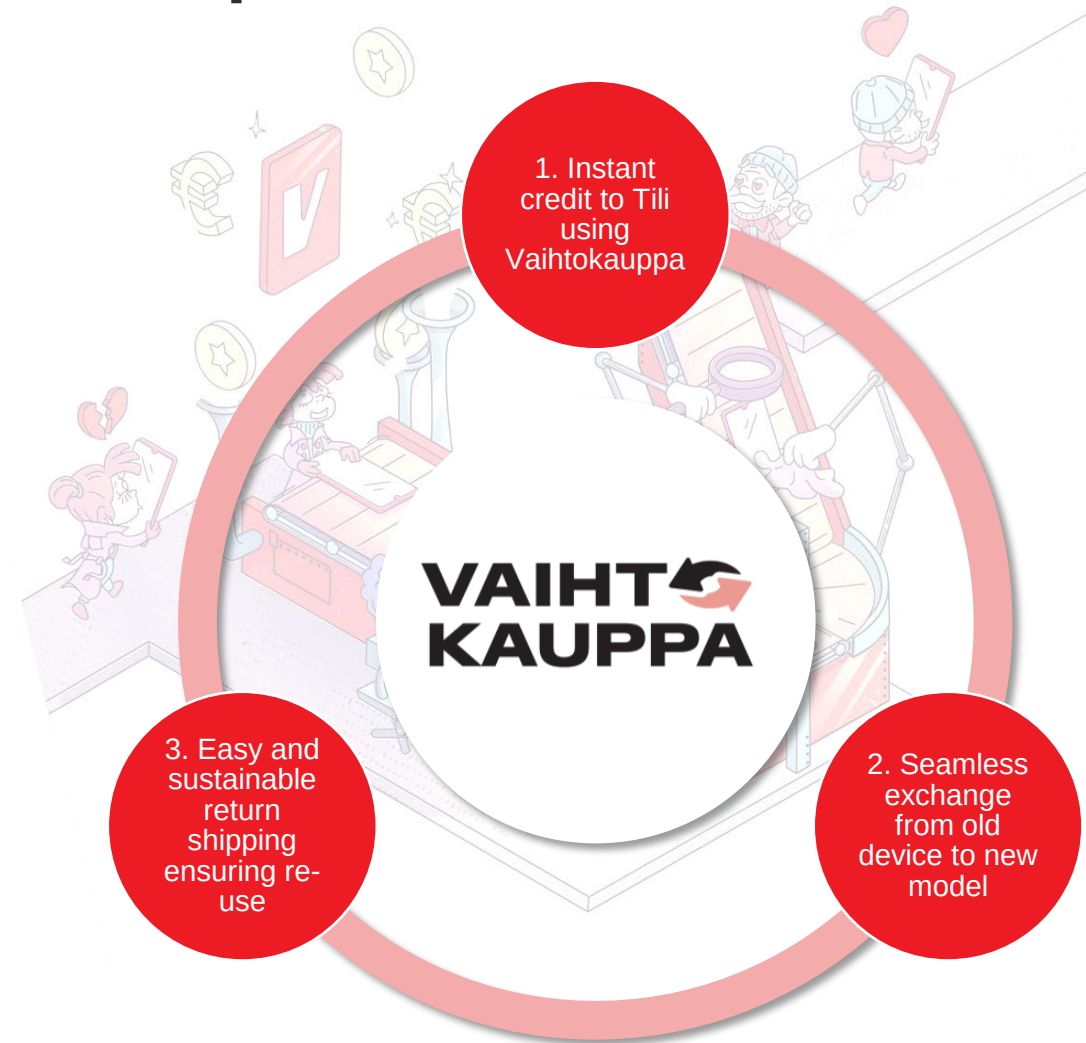 1. Instant
credit to Tili
using
Vaihtokauppa
VAIHT
KAUPPA
3. Easy and
sustainable
return
shipping
ensuring re-
use
2. Seamless
exchange
from old
device to new
model